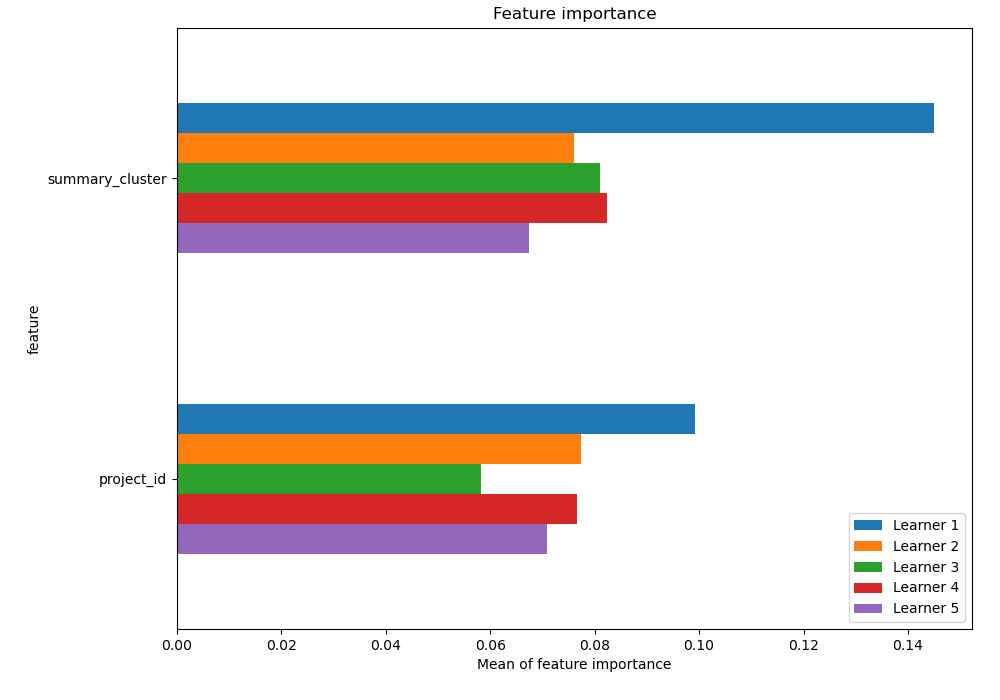 Feature importance
summary_cluster
feature
project_id
Learner 1
Learner 2
Learner 3
Learner 4
Learner 5
0.00 0.02 0.04 0.06 0.08 0.10 0.12 0.14
Mean of feature importance